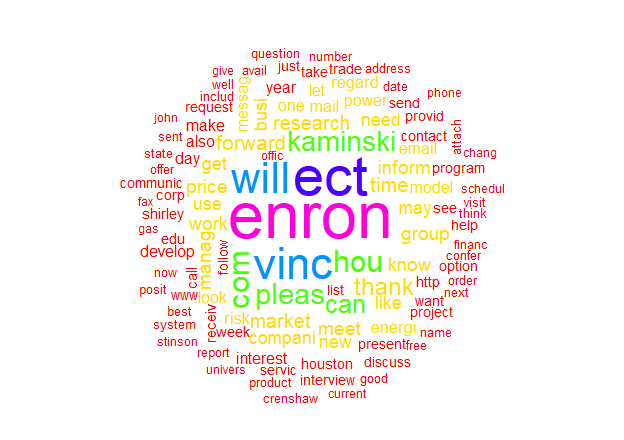 question number
give avail just take trade address
well messag year let regard date phone
includ busi one mail power send
request research need provid attach
john make forward kaminski contact
sent also email chang
state day get offic will ect inform program
offer price time model schedul
communic
corp use enron may see visit
fax shirley think
gas work group help
edu manag follow vinc hou know financ
develop confer
now call com pleas list can thank http option
posit www look like want order
next
best receiv risk market meet energi project
system week compani new name
stinson present free
report interest houston discuss
univers servic interview good
product current
crenshaw